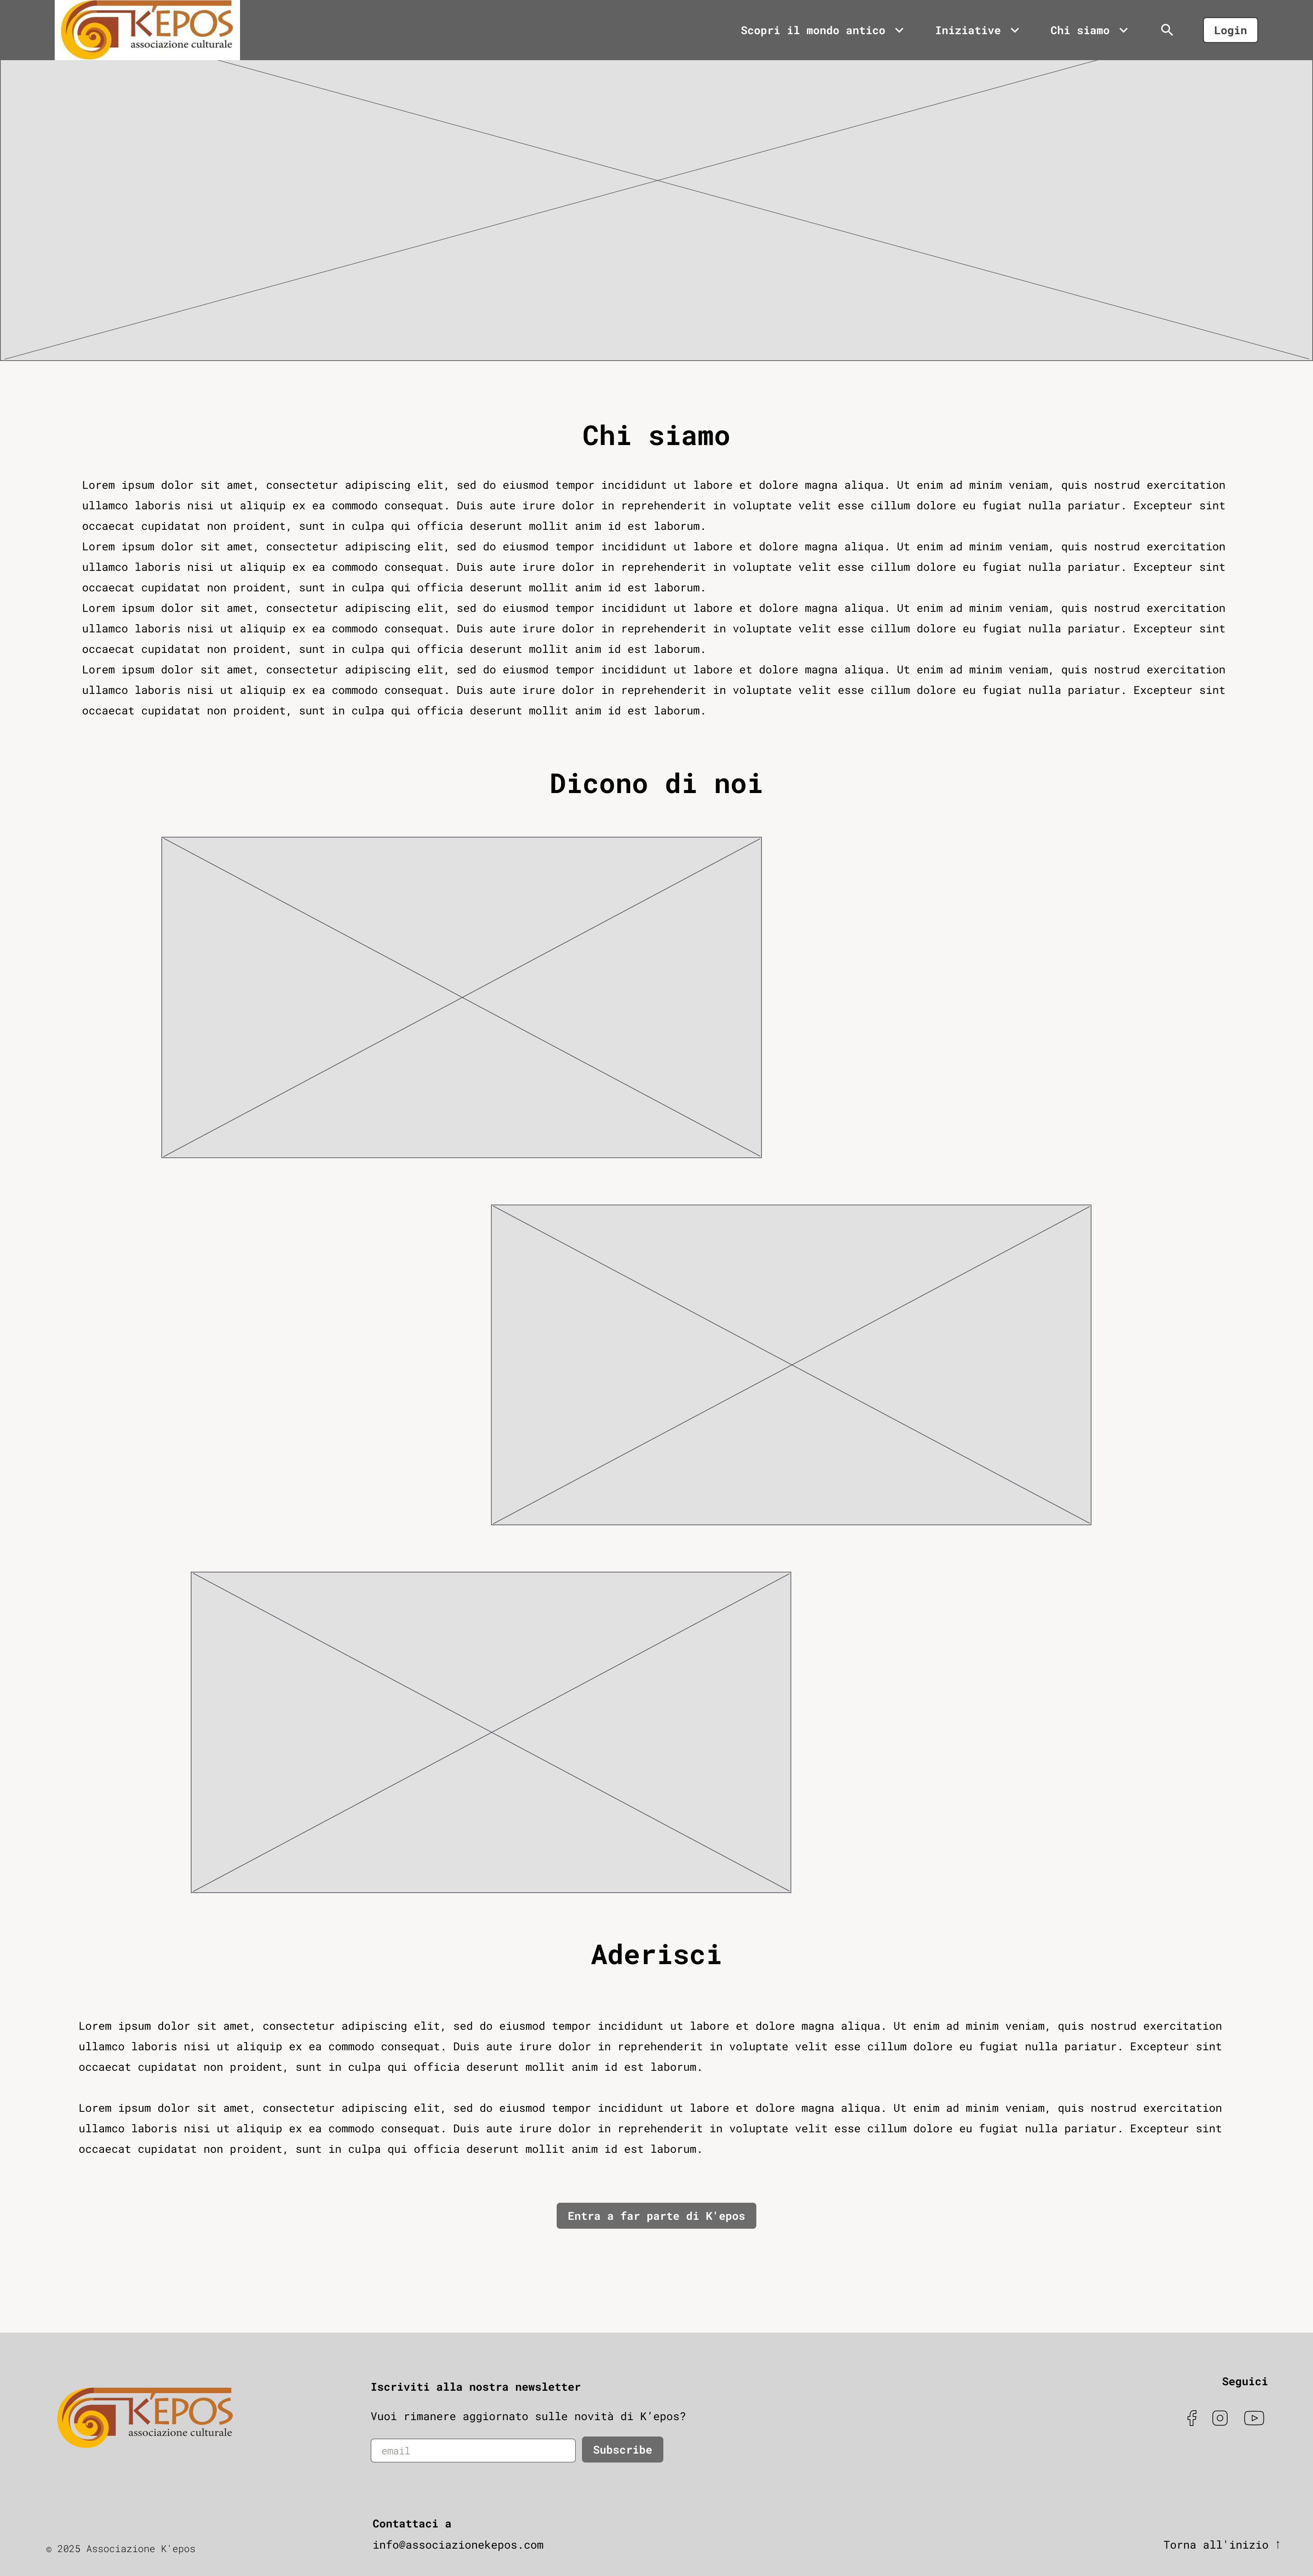 K'EPOS
associazione culturale
Scopri il mondo antico
Iniziative
Chi siamo
Login
Chi siamo
Lorem ipsum dolor sit amet, consectetur adipiscing elit, sed do eiusmod tempor incididunt ut labore et dolore magna aliqua. Ut enim ad minim veniam, quis nostrud exercitation
ullamco laboris nisi ut aliquip ex ea commodo consequat. Duis aute irure dolor in reprehenderit in voluptate velit esse cillum dolore eu fugiat nulla pariatur. Excepteur sint
occaecat cupidatat non proident, sunt in culpa qui officia deserunt mollit anim id est laborum.
Lorem ipsum dolor sit amet, consectetur adipiscing elit, sed do eiusmod tempor incididunt ut labore et dolore magna aliqua. Ut enim ad minim veniam, quis nostrud exercitation
ullamco laboris nisi ut aliquip ex ea commodo consequat. Duis aute irure dolor in reprehenderit in voluptate velit esse cillum dolore eu fugiat nulla pariatur. Excepteur sint
occaecat cupidatat non proident, sunt in culpa qui officia deserunt mollit anim id est laborum.
Lorem ipsum dolor sit amet, consectetur adipiscing elit, sed do eiusmod tempor incididunt ut labore et dolore magna aliqua. Ut enim ad minim veniam, quis nostrud exercitation
ullamco laboris nisi ut aliquip ex ea commodo consequat. Duis aute irure dolor in reprehenderit in voluptate velit esse cillum dolore eu fugiat nulla pariatur. Excepteur sint
occaecat cupidatat non proident, sunt in culpa qui officia deserunt mollit anim id est laborum.
Lorem ipsum dolor sit amet, consectetur adipiscing elit, sed do eiusmod tempor incididunt ut labore et dolore magna aliqua. Ut enim ad minim veniam, quis nostrud exercitation
ullamco laboris nisi ut aliquip ex ea commodo consequat. Duis aute irure dolor in reprehenderit in voluptate velit esse cillum dolore eu fugiat nulla pariatur. Excepteur sint
occaecat cupidatat non proident, sunt in culpa qui officia deserunt mollit anim id est laborum.
Dicono di noi
Aderisci
Lorem ipsum dolor sit amet, consectetur adipiscing elit, sed do eiusmod tempor incididunt ut labore et dolore magna aliqua. Ut enim ad minim veniam, quis nostrud exercitation
ullamco laboris nisi ut aliquip ex ea commodo consequat. Duis aute irure dolor in reprehenderit in voluptate velit esse cillum dolore eu fugiat nulla pariatur. Excepteur sint
occaecat cupidatat non proident, sunt in culpa qui officia deserunt mollit anim id est laborum.
Lorem ipsum dolor sit amet, consectetur adipiscing elit, sed do eiusmod tempor incididunt ut labore et dolore magna aliqua. Ut enim ad minim veniam, quis nostrud exercitation
ullamco laboris nisi ut aliquip ex ea commodo consequat. Duis aute irure dolor in reprehenderit in voluptate velit esse cillum dolore eu fugiat nulla pariatur. Excepteur sint
occaecat cupidatat non proident, sunt in culpa qui officia deserunt mollit anim id est laborum.
Entra a far parte di K'epos
K'EPOS
associazione culturale
Iscriviti alla nostra newsletter
Vuoi rimanere aggiornato sulle novità di K’epos?
email
Subscribe
Seguici
Contattaci a
info@associazionekepos.com
© 2025 Associazione K'epos
Torna all'inizio ↑